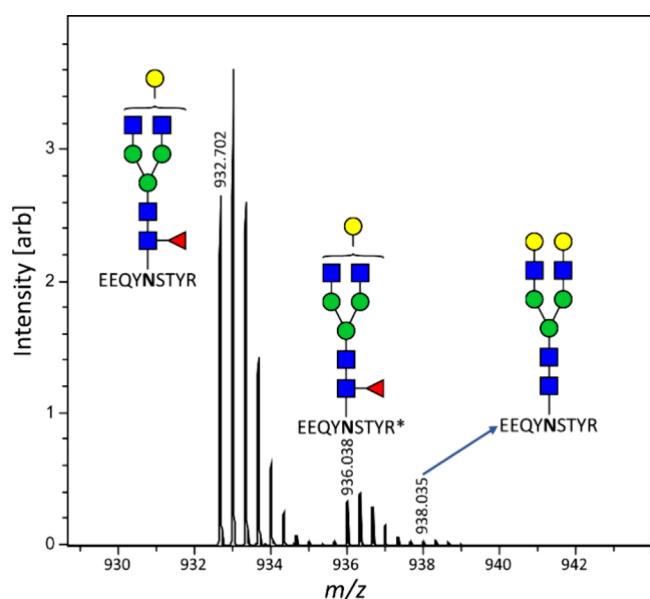 Intensity [arb]
3
2
1
0
932.702
EEQYNSTYR
EEQYNSTYR*
936.038
938.035
EEQYNSTYR
930
932
934
936
938
940
942
m/z